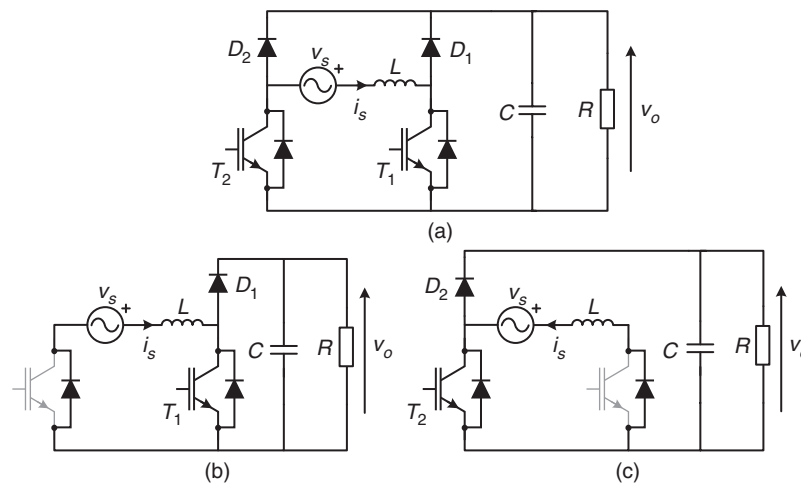 D2 vs + L D1
is C R vo
T2 T1
(a)
vs + L D1
is C R vo
T1
(b)
D2 vs + L
is C R v
T2
(c)